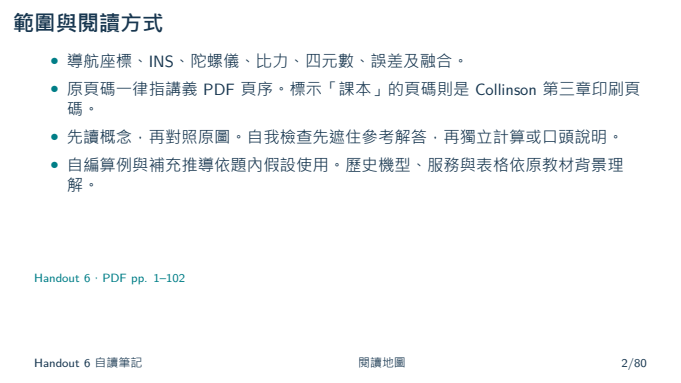 範圍與閱讀方式
• 導航座標、INS、陀螺儀、比力、四元數、誤差及融合。
• 原頁碼一律指講義 PDF 頁序。標示「課本」的頁碼則是 Collinson 第三章印刷頁
碼。
• 先讀概念，再對照原圖。自我檢查先遮住參考解答，再獨立計算或口頭說明。
• 自編算例與補充推導依題內假設使用。歷史機型、服務與表格依原教材背景理
解。
Handout 6 · PDF pp. 1–102
Handout 6 自讀筆記
閱讀地圖
2/80